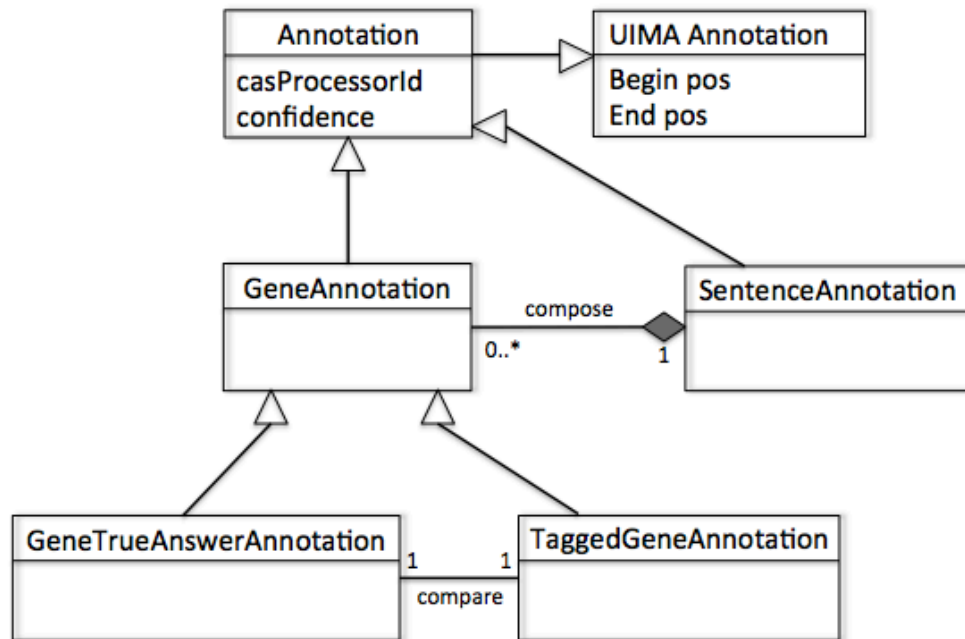 Annotation
casProcessorId
confidence
UIMA Annotation
Begin pos
End pos
GeneAnnotation
compose
0..*
1
SentenceAnnotation
GeneTrueAnswerAnnotation
1
1
compare
TaggedGeneAnnotation